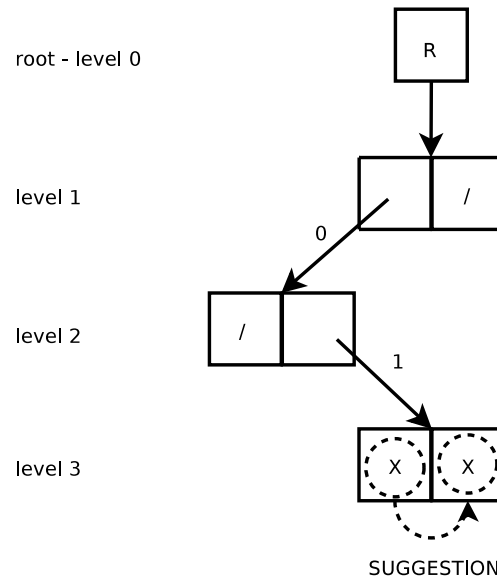 root - level 0
R
level 1
/
0
level 2
/
1
level 3
X X
SUGGESTION